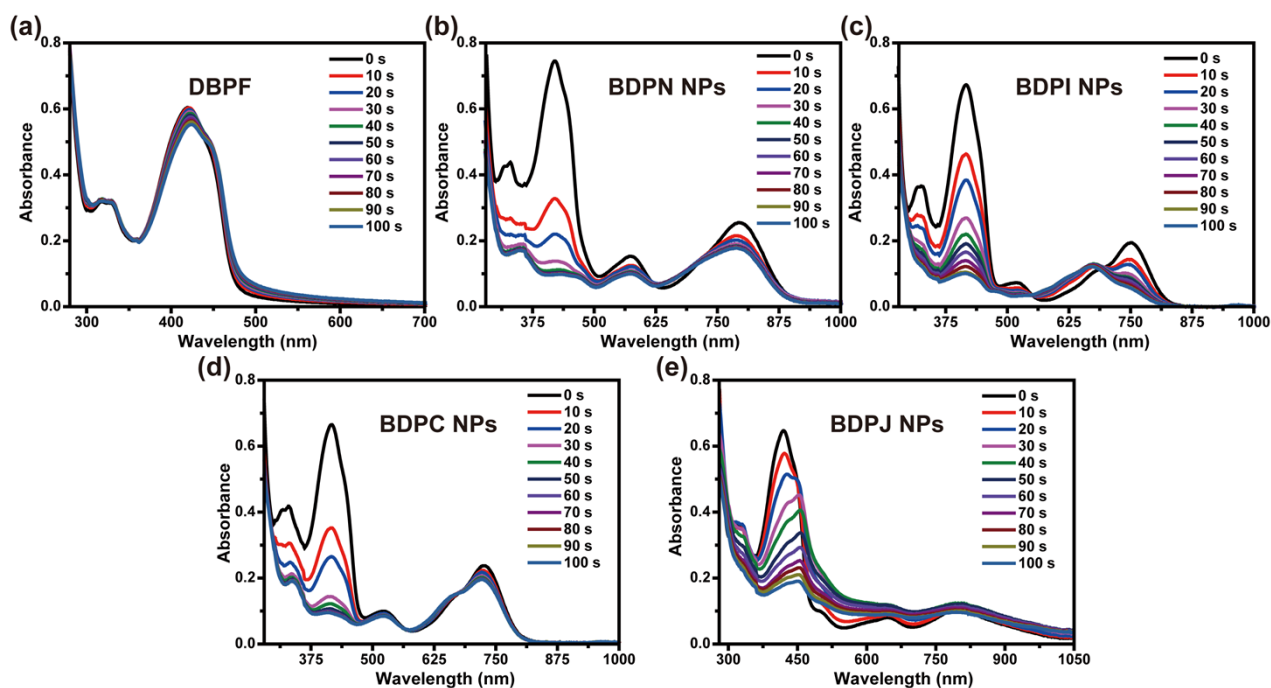 (a)
DBPF
0 s
10 s
20 s
30 s
40 s
50 s
60 s
70 s
80 s
90 s
100 s
0.8
0.6
0.4
0.2
0.0
Absorbance
300
400
500
600
700
Wavelength (nm)
(b)
BDPN NPs
0 s
10 s
20 s
30 s
40 s
50 s
60 s
70 s
80 s
90 s
100 s
0.8
0.6
0.4
0.2
0.0
Absorbance
375
500
625
750
875
1000
Wavelength (nm)
(c)
BDPI NPs
0 s
10 s
20 s
30 s
40 s
50 s
60 s
70 s
80 s
90 s
100 s
0.8
0.6
0.4
0.2
0.0
Absorbance
375
500
625
750
875
1000
Wavelength (nm)
(d)
BDPC NPs
0 s
10 s
20 s
30 s
40 s
50 s
60 s
70 s
80 s
90 s
100 s
0.8
0.6
0.4
0.2
0.0
Absorbance
375
500
625
750
875
1000
Wavelength (nm)
(e)
BDPJ NPs
0 s
10 s
20 s
30 s
40 s
50 s
60 s
70 s
80 s
90 s
100 s
0.8
0.6
0.4
0.2
0.0
Absorbance
300
450
600
750
900
1050
Wavelength (nm)